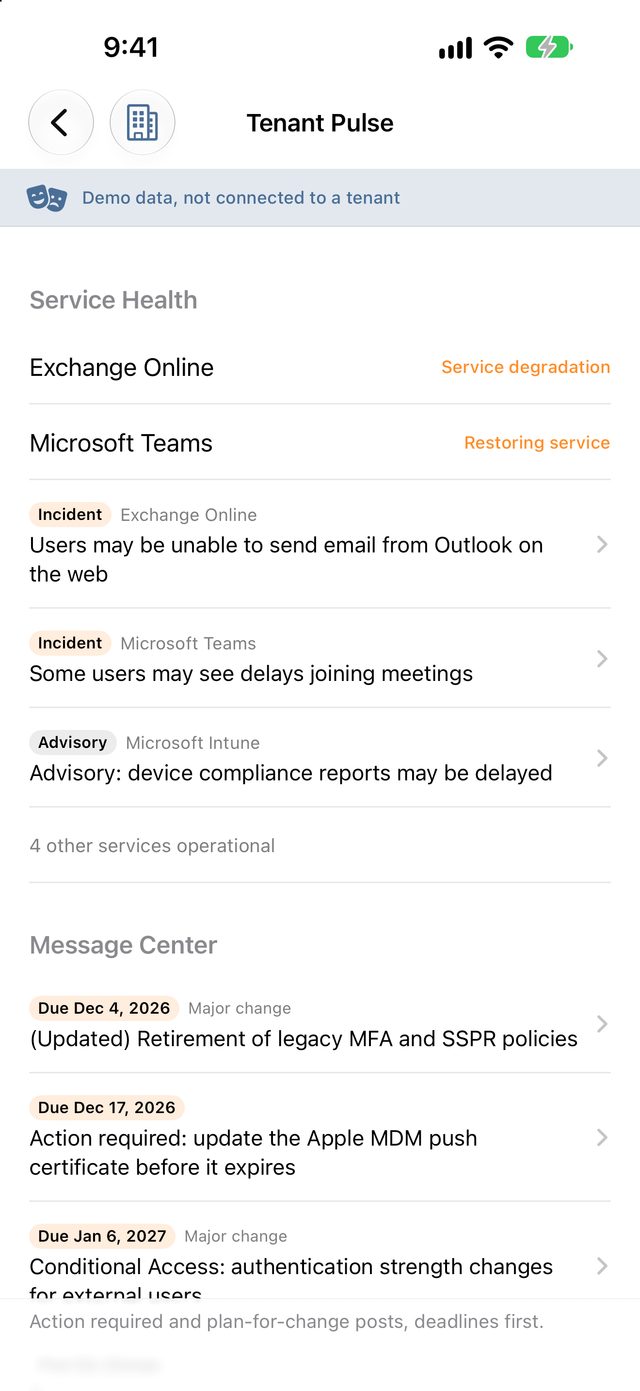 9:41
Tenant Pulse
Demo data, not connected to a tenant
Service Health
Exchange Online
Service degradation
Microsoft Teams
Restoring service
Incident Exchange Online
Users may be unable to send email from Outlook on
the web
Incident Microsoft Teams
Some users may see delays joining meetings
Advisory Microsoft Intune
Advisory: device compliance reports may be delayed
4 other services operational
Message Center
Due Dec 4, 2026 Major change
(Updated) Retirement of legacy MFA and SSPR policies
Due Dec 17, 2026
Action required: update the Apple MDM push
certificate before it expires
Due Jan 6, 2027 Major change
Conditional Access: authentication strength changes
for external users
Action required and plan-for-change posts, deadlines first.